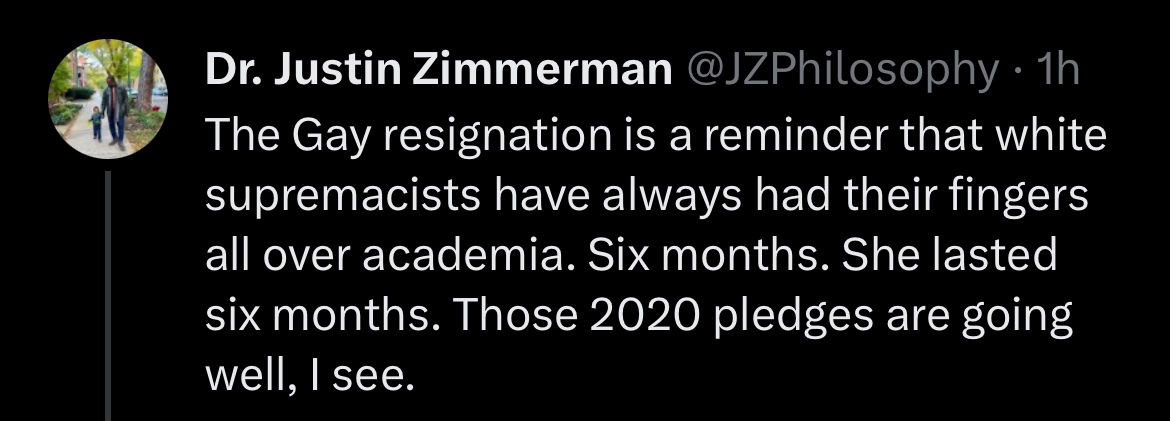 Dr. Justin Zimmerman @JZPhilosophy · 1h
The Gay resignation is a reminder that white
supremacists have always had their fingers
all over academia. Six months. She lasted
six months. Those 2020 pledges are going
well, I see.